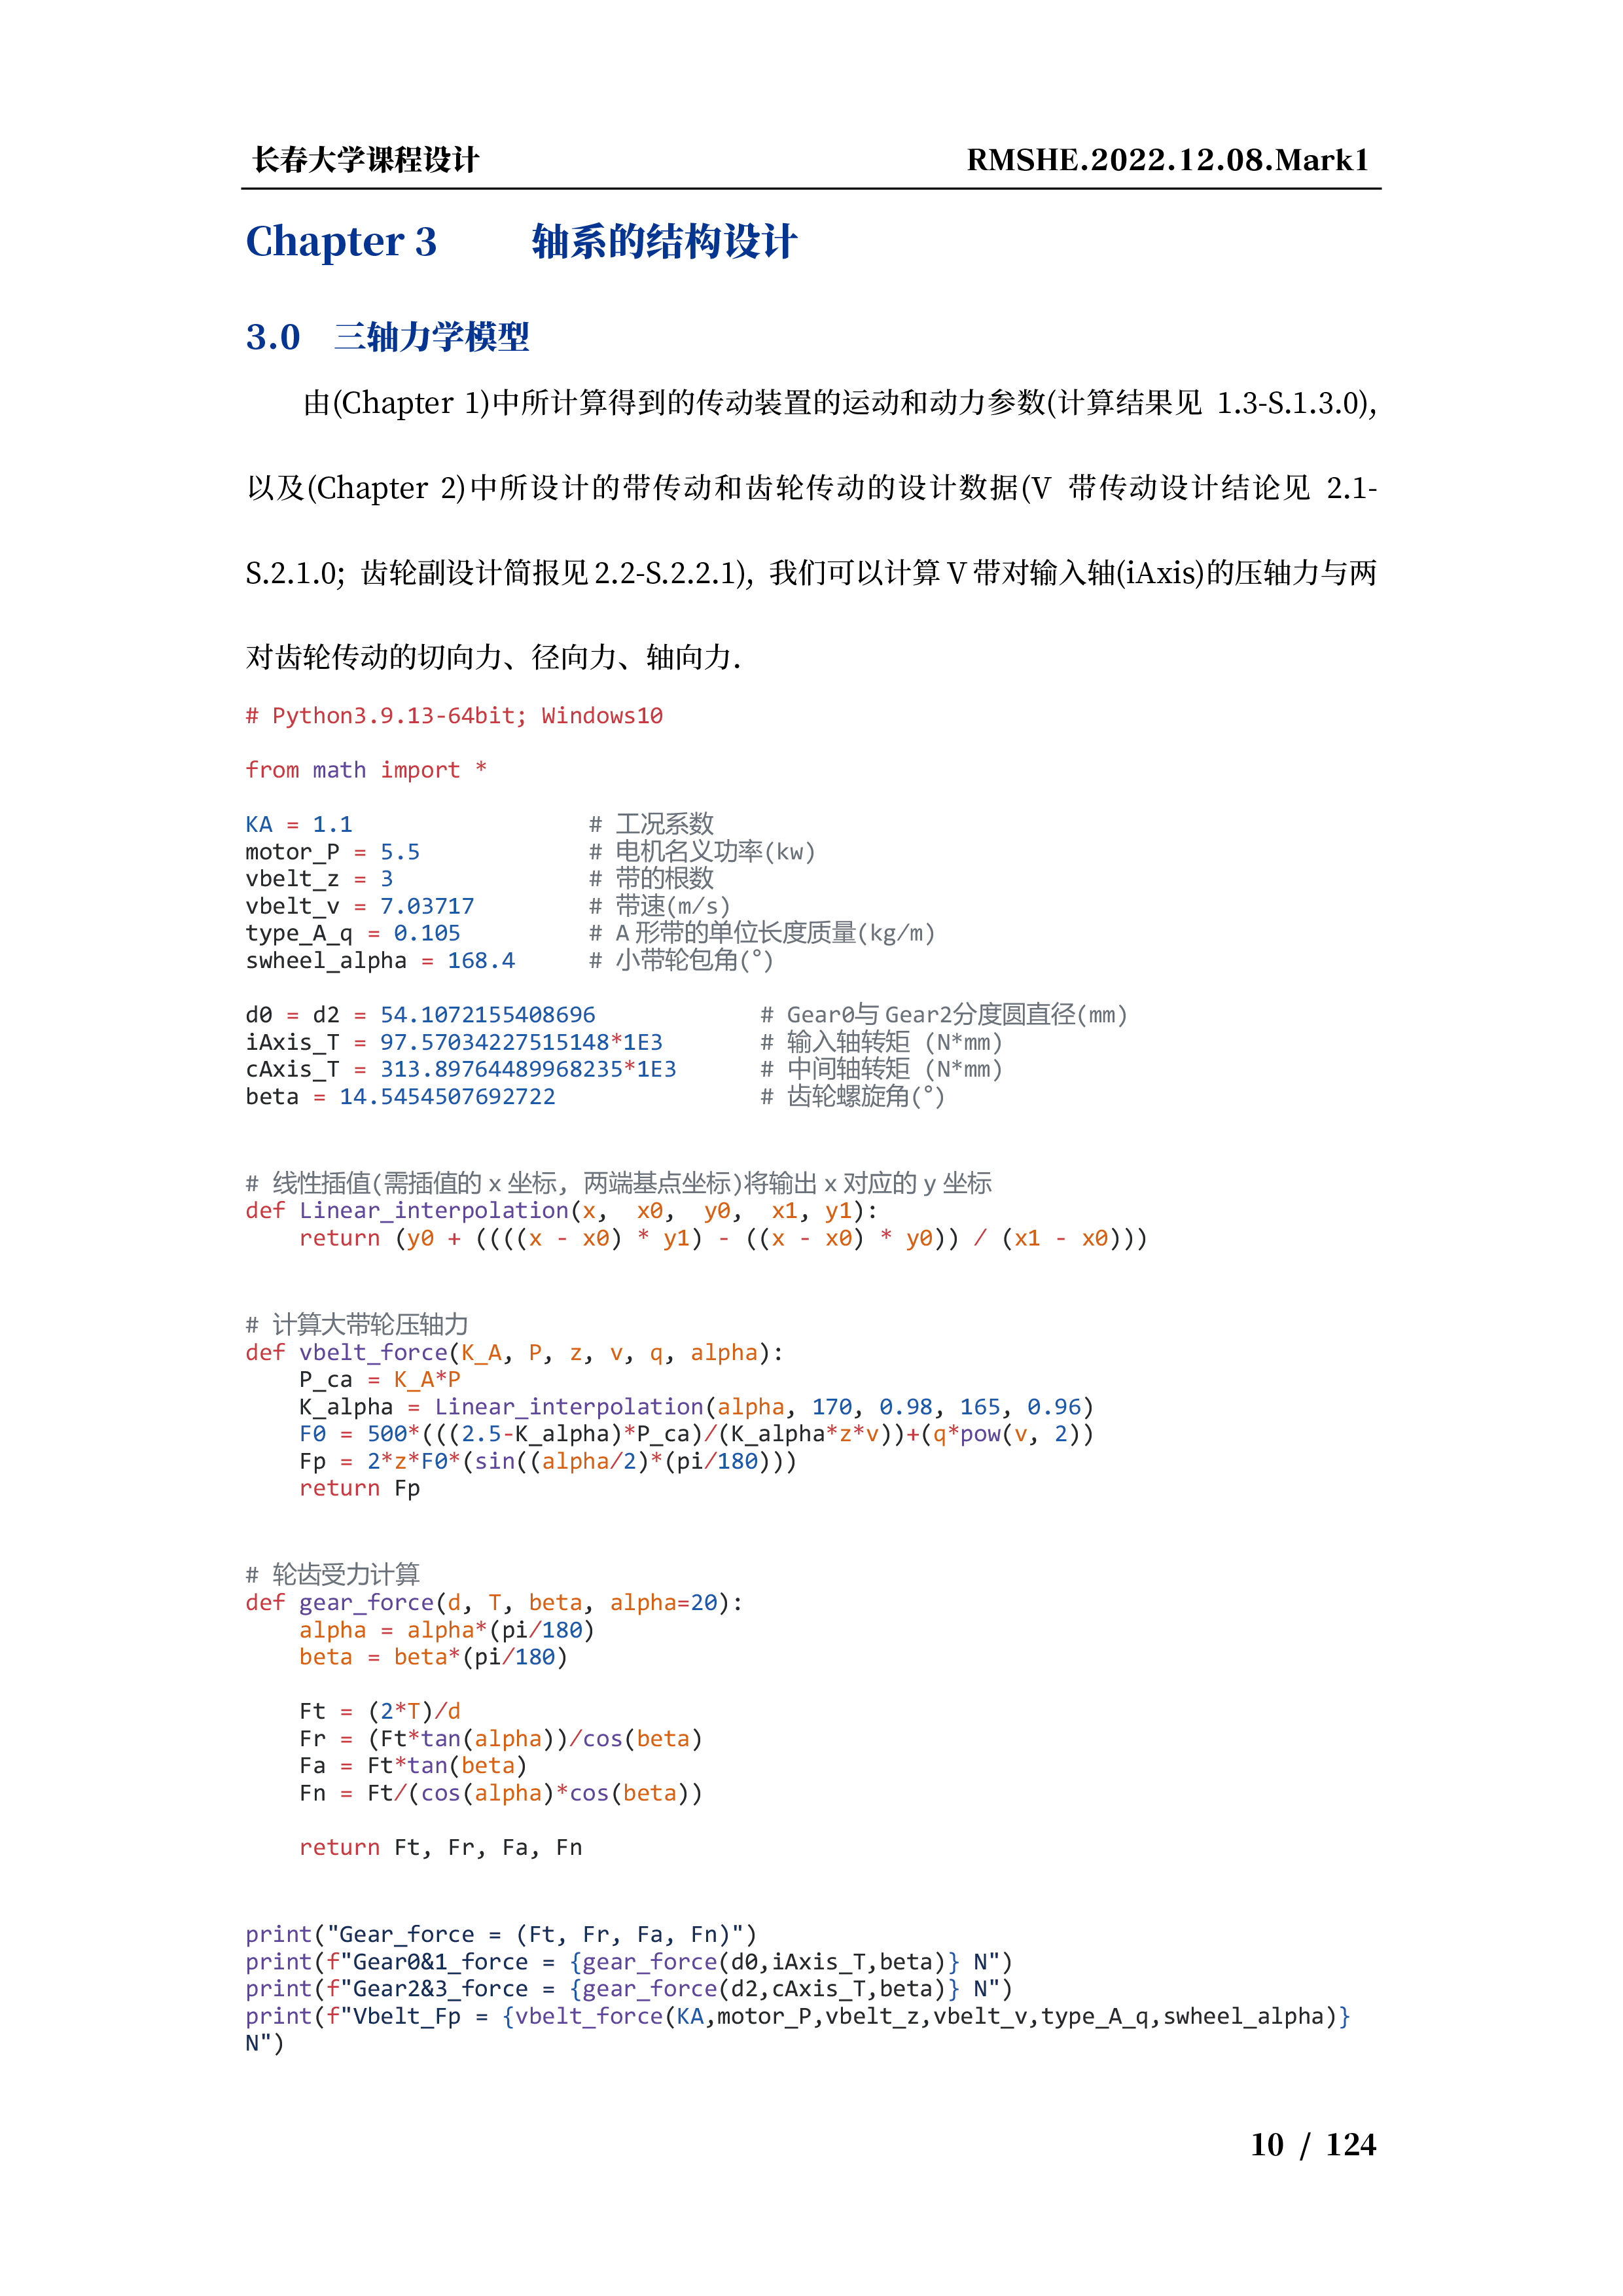 长春大学课程设计 RMSHE.2022.12.08.Mark1
Chapter 3 轴系的结构设计
3.0 三轴力学模型
由(Chapter 1)中所计算得到的传动装置的运动和动力参数(计算结果见 1.3-S.1.3.0),
以及(Chapter 2)中所设计的带传动和齿轮传动的设计数据(V 带传动设计结论见 2.1-
S.2.1.0; 齿轮副设计简报见 2.2-S.2.2.1), 我们可以计算 V 带对输入轴(iAxis)的压轴力与两
对齿轮传动的切向力、径向力、轴向力.
# Python3.9.13-64bit; Windows10
from math import *
KA = 1.1 # 工况系数
motor_P = 5.5 # 电机名义功率(kw)
vbelt_z = 3 # 带的根数
vbelt_v = 7.03717 # 带速(m/s)
type_A_q = 0.105 # A 形带的单位长度质量(kg/m)
swheel_alpha = 168.4 # 小带轮包角(°)
d0 = d2 = 54.1072155408696 # Gear0与 Gear2分度圆直径(mm)
iAxis_T = 97.57034227515148*1E3 # 输入轴转矩 (N*mm)
cAxis_T = 313.89764489968235*1E3 # 中间轴转矩 (N*mm)
beta = 14.5454507692722 # 齿轮螺旋角(°)
# 线性插值(需插值的 x 坐标, 两端基点坐标)将输出 x 对应的 y 坐标
def Linear_interpolation(x, x0, y0, x1, y1):
    return (y0 + ((((x - x0) * y1) - ((x - x0) * y0)) / (x1 - x0)))
# 计算大带轮压轴力
def vbelt_force(K_A, P, z, v, q, alpha):
    P_ca = K_A*P
    K_alpha = Linear_interpolation(alpha, 170, 0.98, 165, 0.96)
    F0 = 500*(((2.5-K_alpha)*P_ca)/(K_alpha*z*v))+(q*pow(v, 2))
    Fp = 2*z*F0*(sin((alpha/2)*(pi/180)))
    return Fp
# 轮齿受力计算
def gear_force(d, T, beta, alpha=20):
    alpha = alpha*(pi/180)
    beta = beta*(pi/180)
    Ft = (2*T)/d
    Fr = (Ft*tan(alpha))/cos(beta)
    Fa = Ft*tan(beta)
    Fn = Ft/(cos(alpha)*cos(beta))
    return Ft, Fr, Fa, Fn
print("Gear_force = (Ft, Fr, Fa, Fn)")
print(f"Gear0&1_force = {gear_force(d0,iAxis_T,beta)} N")
print(f"Gear2&3_force = {gear_force(d2,cAxis_T,beta)} N")
print(f"Vbelt_Fp = {vbelt_force(KA,motor_P,vbelt_z,vbelt_v,type_A_q,swheel_alpha)}
N")
10 / 124